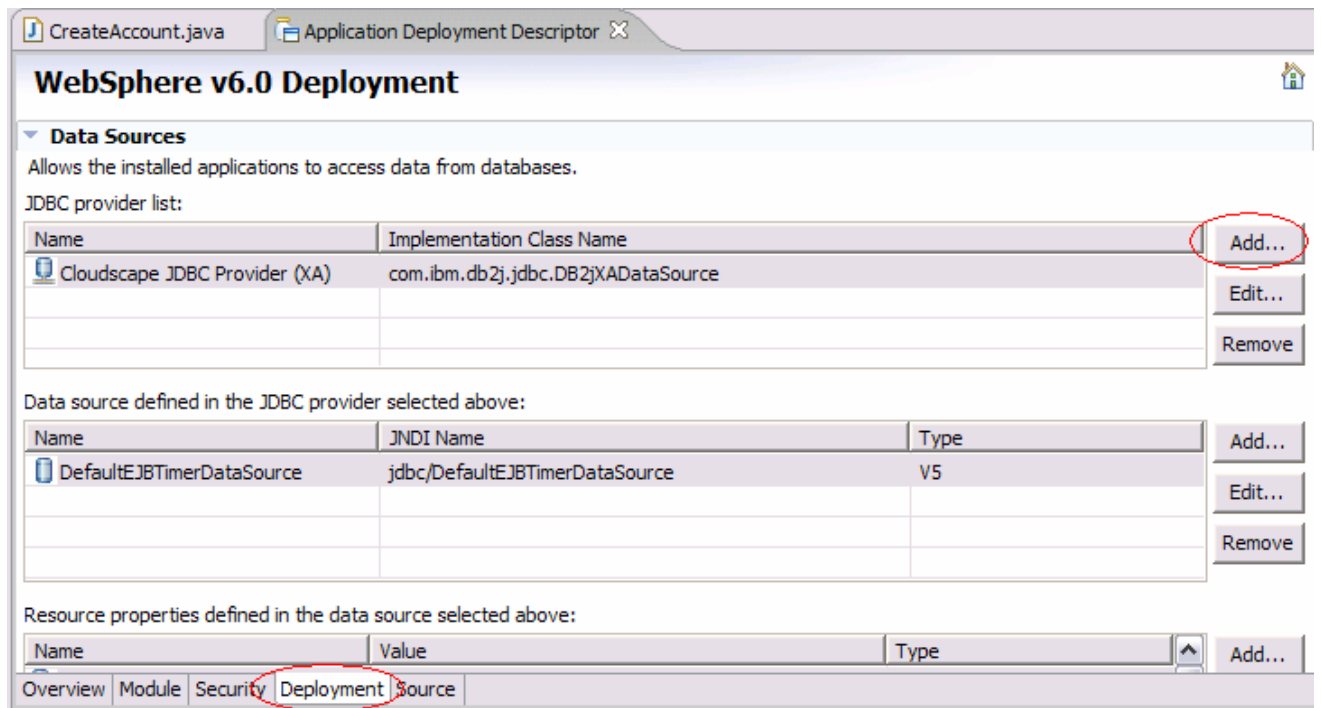 CreateAccount.java Application Deployment Descriptor
WebSphere v6.0 Deployment
Data Sources
Allows the installed applications to access data from databases.
JDBC provider list:
Name Implementation Class Name Add...
Cloudscape JDBC Provider (XA) com.ibm.db2j.jdbc.DB2jXADataSource
Edit...
Remove
Data source defined in the JDBC provider selected above:
Name JNDI Name Type Add...
DefaultEJBTimerDataSource jdbc/DefaultEJBTimerDataSource V5
Edit...
Remove
Resource properties defined in the data source selected above:
Name Value Type Add...
Overview Module Security Deployment Source